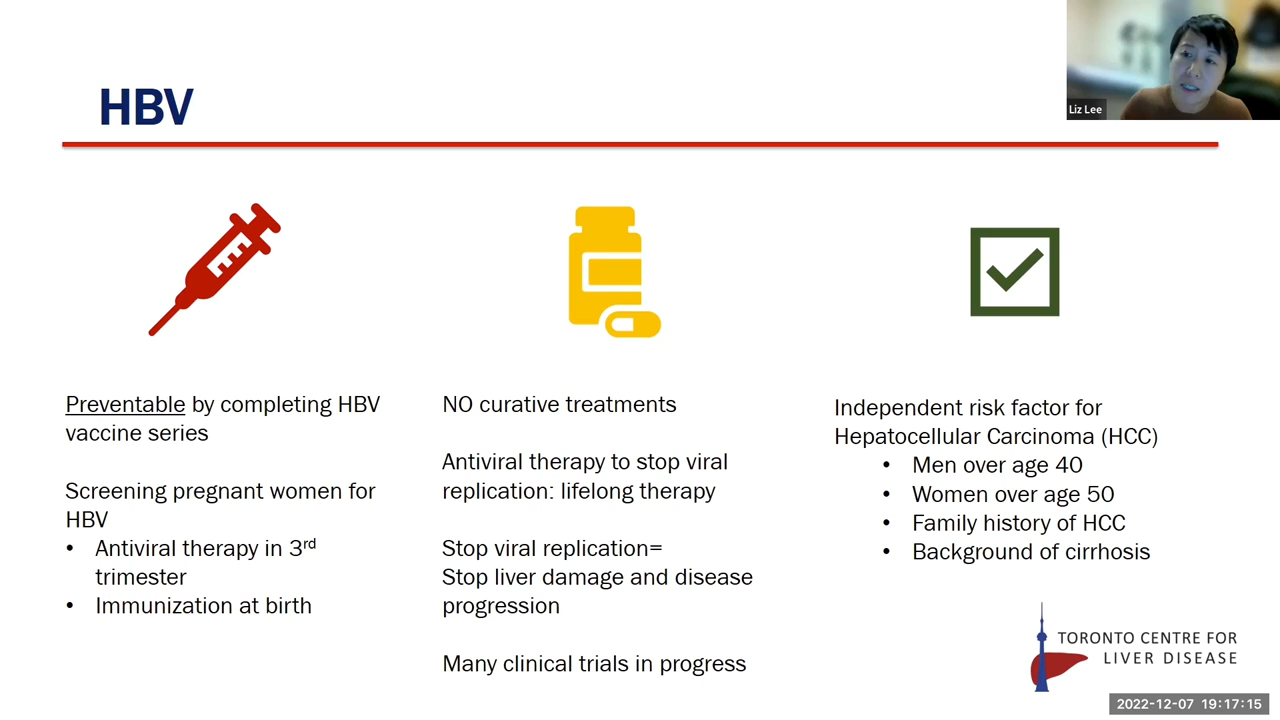 HBV
Liz Lee
Preventable by completing HBV
vaccine series
Screening pregnant women for
HBV
• Antiviral therapy in 3rd
trimester
• Immunization at birth
NO curative treatments
Antiviral therapy to stop viral
replication: lifelong therapy
Stop viral replication=
Stop liver damage and disease
progression
Many clinical trials in progress
Independent risk factor for
Hepatocellular Carcinoma (HCC)
• Men over age 40
• Women over age 50
• Family history of HCC
• Background of cirrhosis
TORONTO CENTRE FOR
LIVER DISEASE
2022-12-07 19:17:15